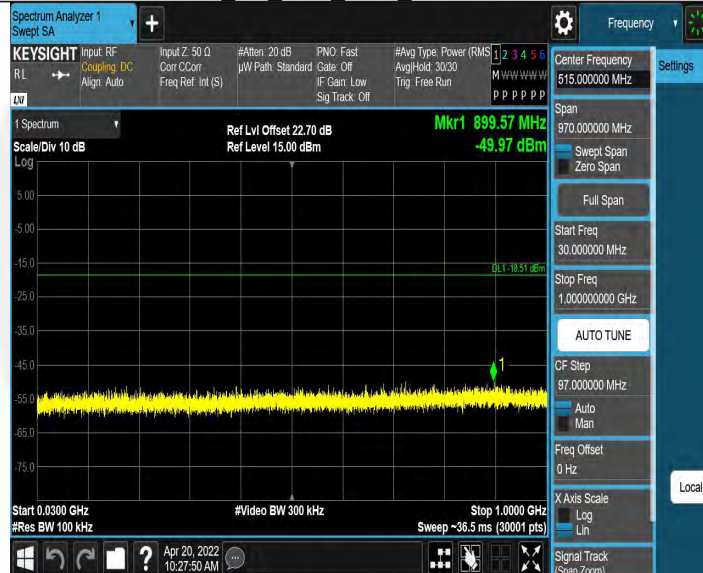 Spectrum Analyzer 1
Swept SA
+
Frequency
KEYSIGHT
RL
LXI
Input: RF
Coupling: DC
Align: Auto
Input Z: 50 Ω
Corr CCorr
Freq Ref: Int (S)
#Atten: 20 dB
µW Path: Standard
PNO: Fast
Gate: Off
IF Gain: Low
Sig Track: Off
#Avg Type: Power (RMS
Avg|Hold: 30/30
Trig: Free Run
1 2 3 4 5 6
M W W W W W
P P P P P P
1 Spectrum
Scale/Div 10 dB
Log
Ref Lvl Offset 22.70 dB
Ref Level 15.00 dBm
Mkr1 899.57 MHz
-49.97 dBm
5.00
-5.00
-15.0
DL1 -18.51 dBm
-25.0
-35.0
-45.0
1
-55.0
-65.0
-75.0
Start 0.0300 GHz
#Res BW 100 kHz
#Video BW 300 kHz
Stop 1.0000 GHz
Sweep ~36.5 ms (30001 pts)
?
Apr 20, 2022
10:27:50 AM
Center Frequency
515.000000 MHz
Settings
Span
970.000000 MHz
Swept Span
Zero Span
Full Span
Start Freq
30.000000 MHz
Stop Freq
1.000000000 GHz
AUTO TUNE
CF Step
97.000000 MHz
Auto
Man
Freq Offset
0 Hz
X Axis Scale
Log
Lin
Local
Signal Track
(Span Zoom)